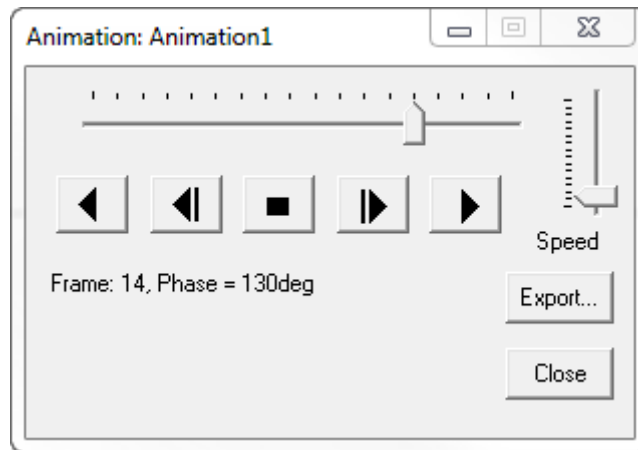 Animation: Animation1
Speed
Frame: 14, Phase = 130deg
Export...
Close